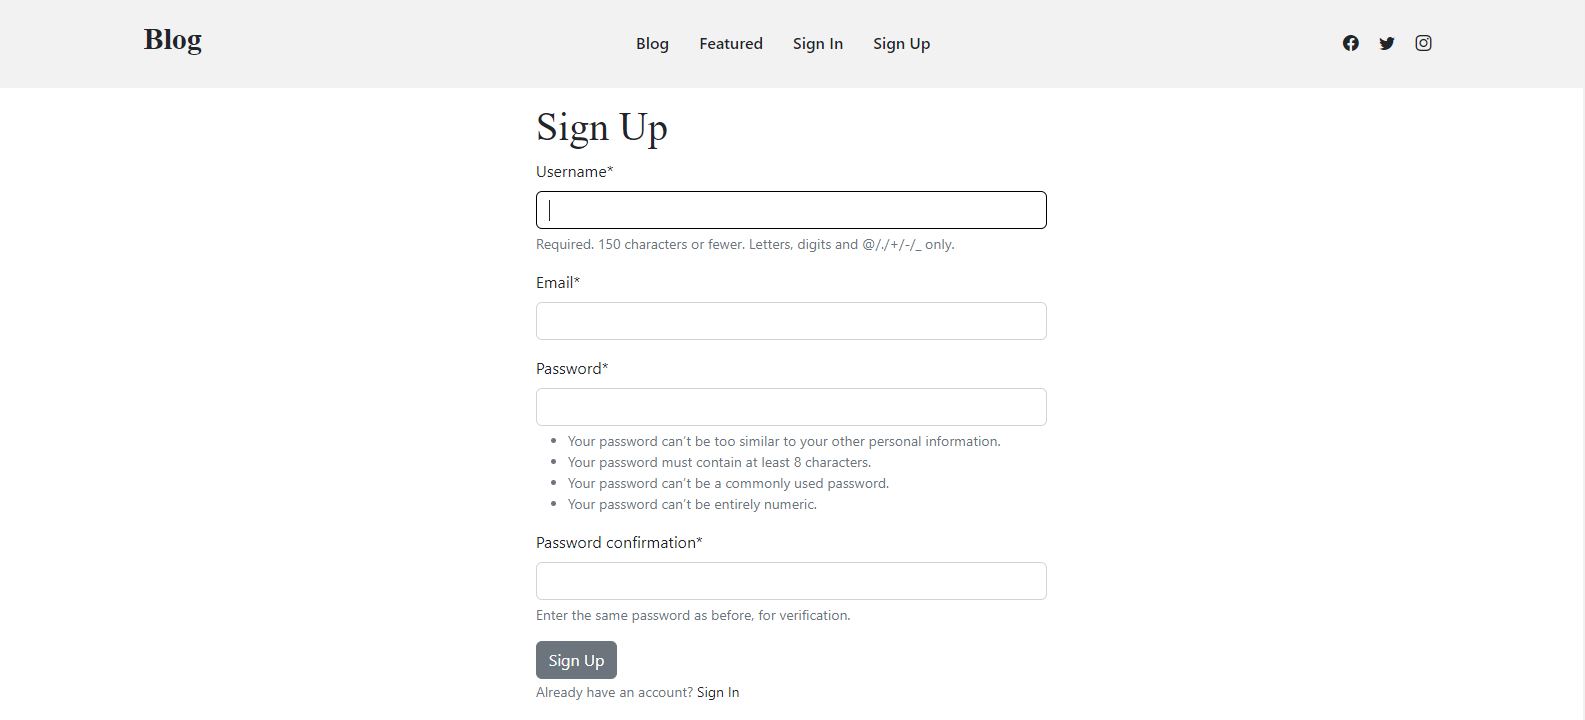 Blog
Blog Featured Sign In Sign Up
Sign Up
Username*
Required. 150 characters or fewer. Letters, digits and @/./+/-/_ only.
Email*
Password*
Your password can't be too similar to your other personal information.
Your password must contain at least 8 characters.
Your password can't be a commonly used password.
Your password can't be entirely numeric.
Password confirmation*
Enter the same password as before, for verification.
Sign Up
Already have an account? Sign In